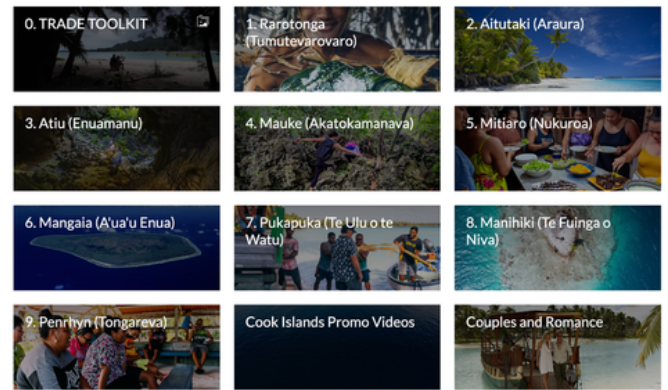 0. TRADE TOOLKIT
1. Rarotonga
(Tumutevarovaro)
2. Aitutaki (Araura)
3. Atiu (Enuamanu)
4. Mauke (Akatokamanava)
5. Mitiaro (Nukuroa)
6. Mangaia (A'ua'u Enua)
7. Pukapuka (Te Ulu o te
Watu)
8. Manihiki (Te Fuinga o
Niva)
9. Penrhyn (Tongareva)
Cook Islands Promo Videos
Couples and Romance